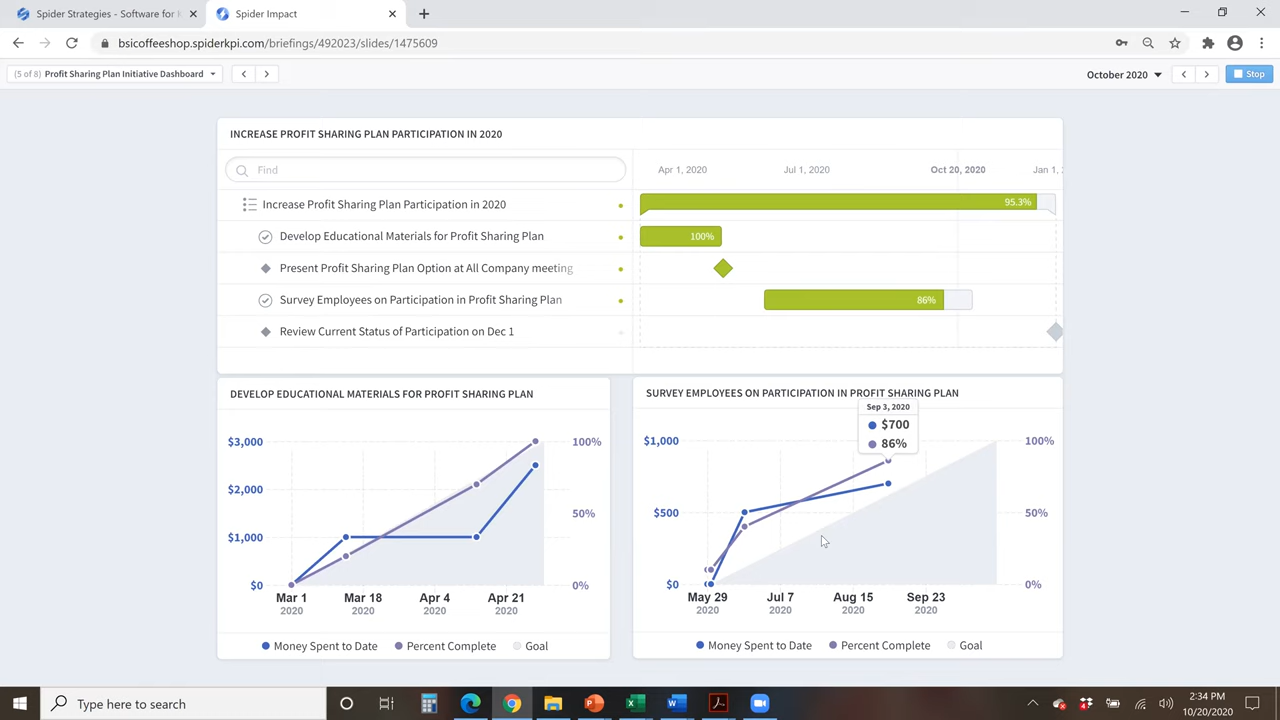 Spider Strategies - Software for
Spider Impact
bsicoffeeshop.spiderkpi.com/briefings/492023/slides/1475609
(5 of 8) Profit Sharing Plan Initiative Dashboard
October 2020
Stop
INCREASE PROFIT SHARING PLAN PARTICIPATION IN 2020
Find
Apr 1, 2020
Jul 1, 2020
Oct 20, 2020
Jan 1,
Increase Profit Sharing Plan Participation in 2020
95.3%
Develop Educational Materials for Profit Sharing Plan
100%
Present Profit Sharing Plan Option at All Company meeting
Survey Employees on Participation in Profit Sharing Plan
86%
Review Current Status of Participation on Dec 1
DEVELOP EDUCATIONAL MATERIALS FOR PROFIT SHARING PLAN
$3,000
$2,000
$1,000
$0
100%
50%
0%
Mar 1
2020
Mar 18
2020
Apr 4
2020
Apr 21
2020
Money Spent to Date
Percent Complete
Goal
SURVEY EMPLOYEES ON PARTICIPATION IN PROFIT SHARING PLAN
Sep 3, 2020
$700
86%
$1,000
$500
$0
100%
50%
0%
May 29
2020
Jul 7
2020
Aug 15
2020
Sep 23
2020
Money Spent to Date
Percent Complete
Goal
Type here to search
2:34 PM
10/20/2020